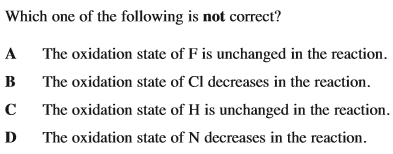 Which one of the following is not correct?
A The oxidation state of F is unchanged in the reaction.
B The oxidation state of Cl decreases in the reaction.
C The oxidation state of H is unchanged in the reaction.
D The oxidation state of N decreases in the reaction.